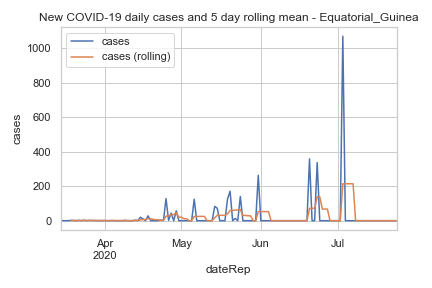 New COVID-19 daily cases and 5 day rolling mean - Equatorial_Guinea
cases
cases (rolling)
1000
800
600
400
200
0
cases
Apr
2020
May
Jun
Jul
dateRep